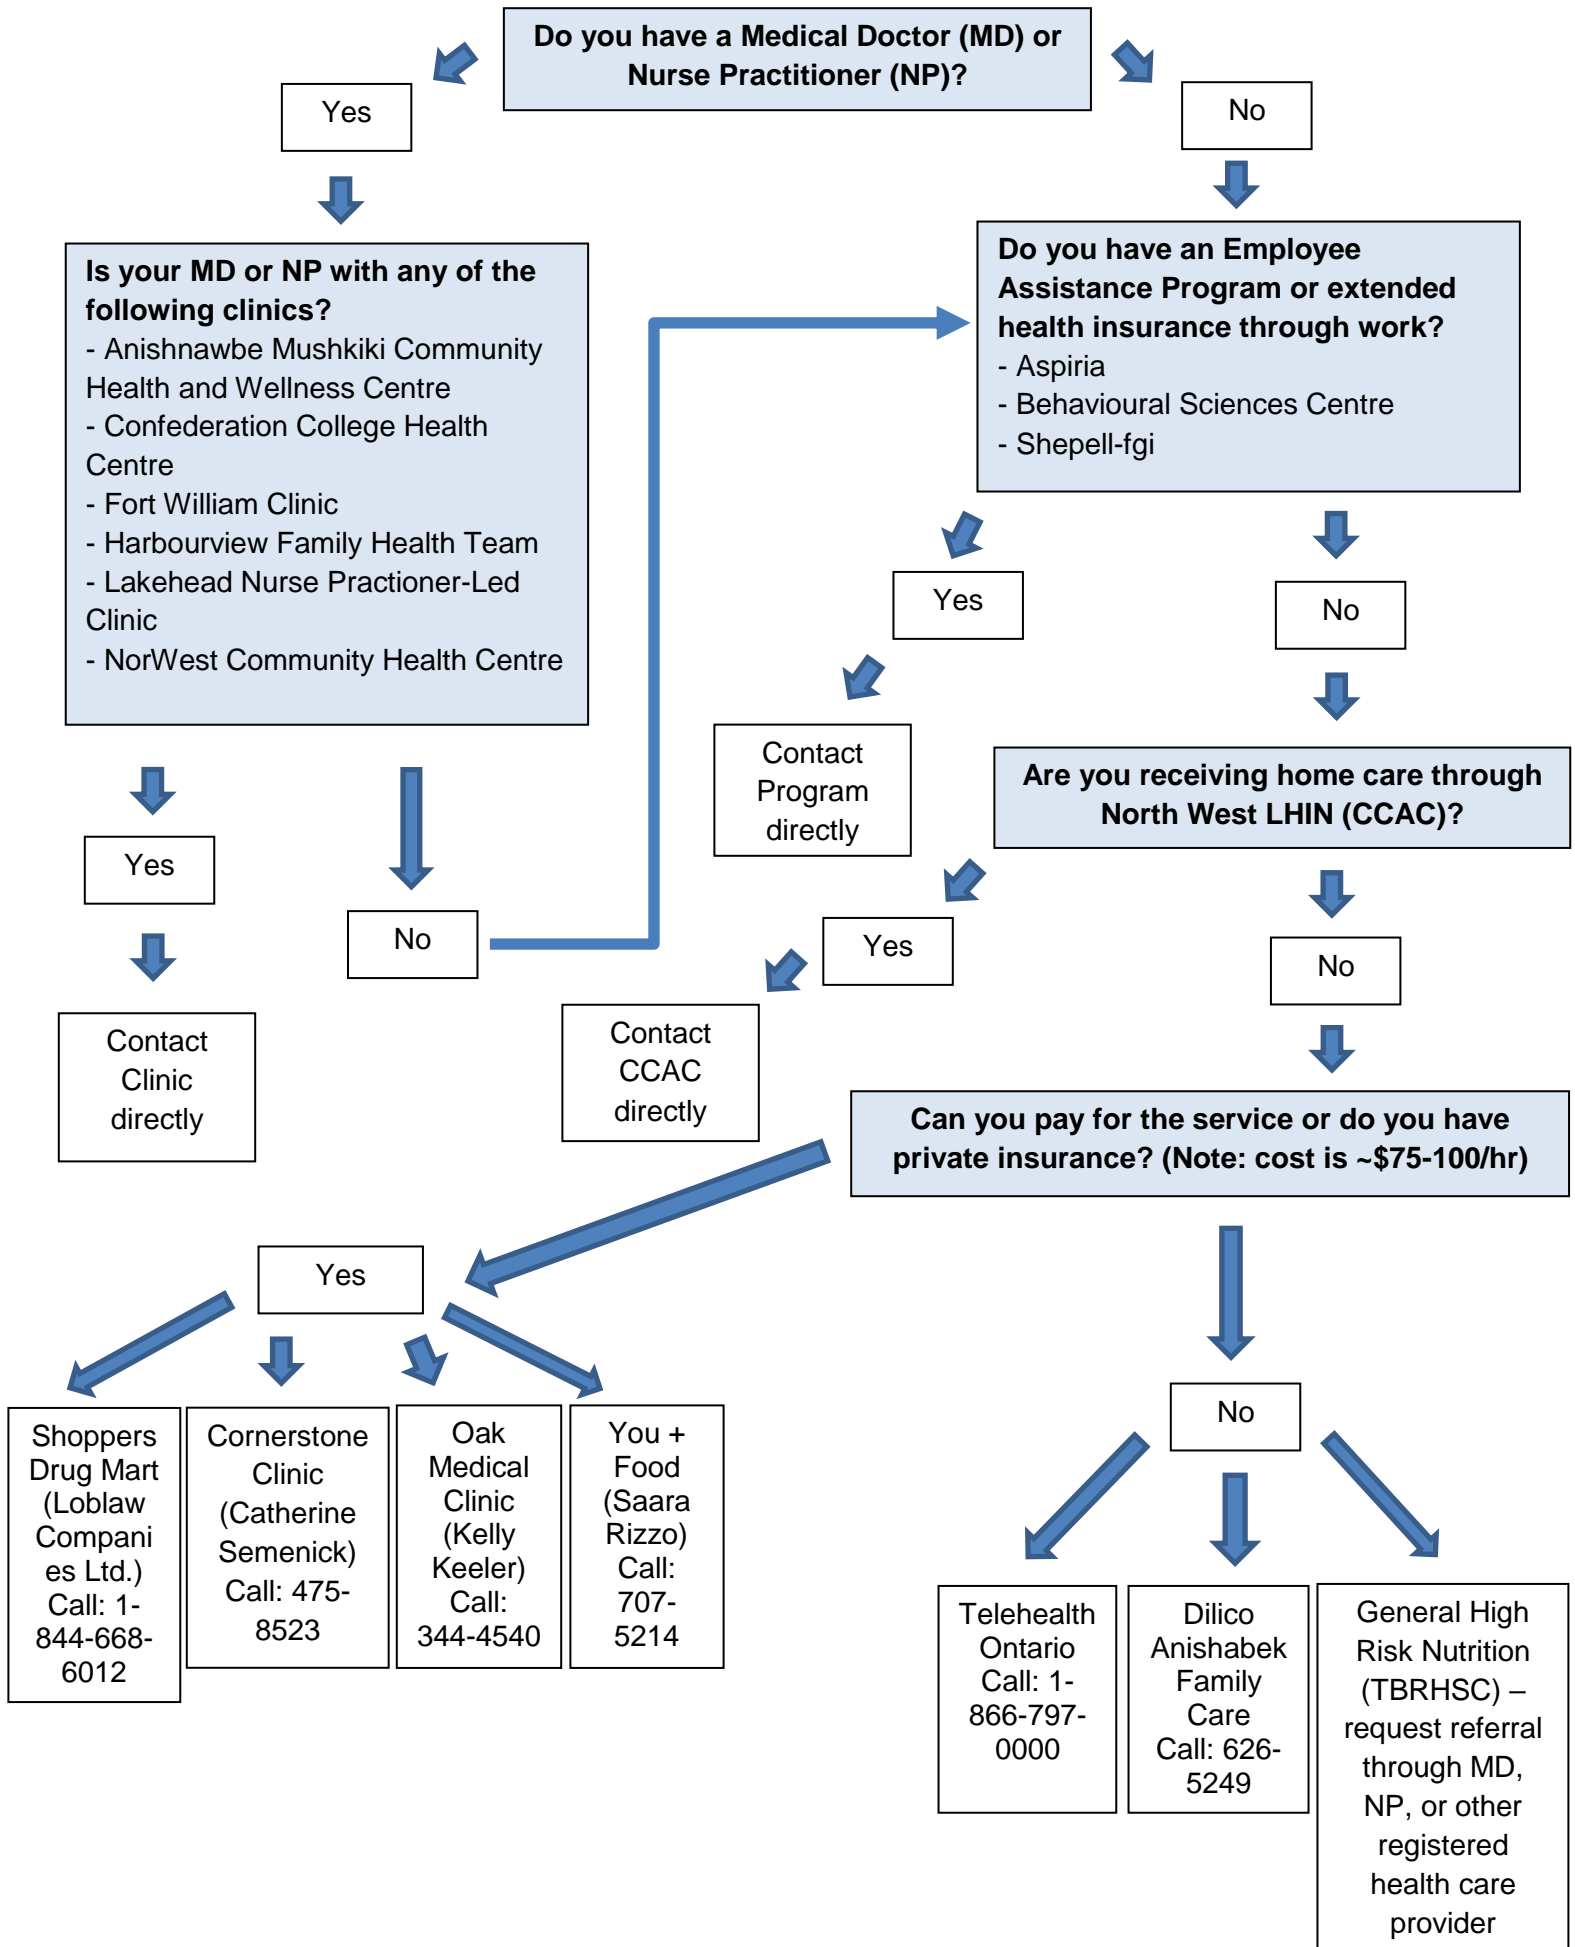 Do you have a Medical Doctor (MD) or
Nurse Practitioner (NP)?
Yes
No
Is your MD or NP with any of the
following clinics?
- Anishnawbe Mushkiki Community
Health and Wellness Centre
- Confederation College Health
Centre
- Fort William Clinic
- Harbourview Family Health Team
- Lakehead Nurse Practioner-Led
Clinic
- NorWest Community Health Centre
Do you have an Employee
Assistance Program or extended
health insurance through work?
- Aspiria
- Behavioural Sciences Centre
- Shepell-fgi
Yes
No
Contact
Program
directly
Are you receiving home care through
North West LHIN (CCAC)?
Yes
No
Yes
No
Contact
Clinic
directly
Contact
CCAC
directly
Can you pay for the service or do you have
private insurance? (Note: cost is ~$75-100/hr)
Yes
No
Shoppers
Drug Mart
(Loblaw
Compani
es Ltd.)
Call: 1-
844-668-
6012
Cornerstone
Clinic
(Catherine
Semenick)
Call: 475-
8523
Oak
Medical
Clinic
(Kelly
Keeler)
Call:
344-4540
You +
Food
(Saara
Rizzo)
Call:
707-
5214
Telehealth
Ontario
Call: 1-
866-797-
0000
Dilico
Anishabek
Family
Care
Call: 626-
5249
General High
Risk Nutrition
(TBRHSC) –
request referral
through MD,
NP, or other
registered
health care
provider